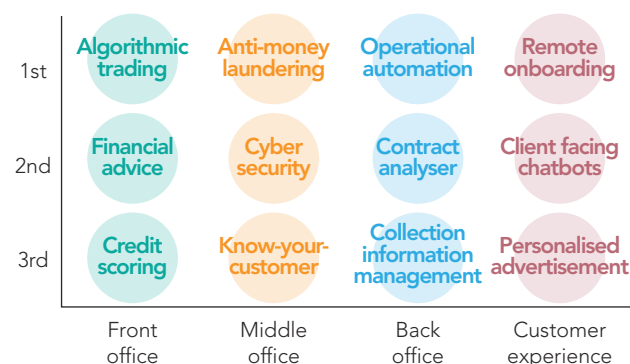 1st
Algorithmic
trading
Anti-money
laundering
Operational
automation
Remote
onboarding
2nd
Financial
advice
Cyber
security
Contract
analyser
Client facing
chatbots
3rd
Credit
scoring
Know-your-
customer
Collection
information
management
Personalised
advertisement
Front
office
Middle
office
Back
office
Customer
experience